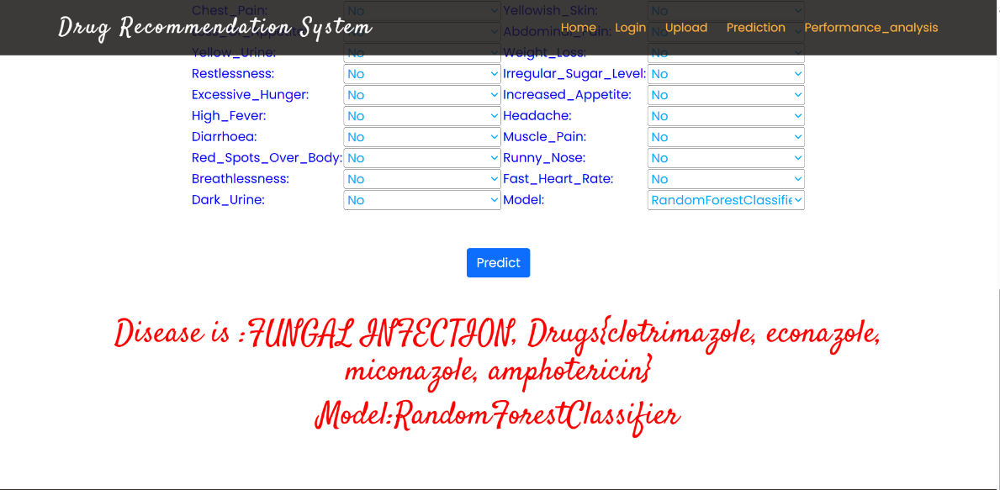 Chest_Pain: No Yellowish_Skin: No
Drug Recommendation System Home Login Upload Prediction Performance_analysis
Abdominal_Pain: No
Yellow_Urine: No Weight_Loss: No
Restlessness: No Irregular_Sugar_Level: No
Excessive_Hunger: No Increased_Appetite: No
High_Fever: No Headache: No
Diarrhoea: No Muscle_Pain: No
Red_Spots_Over_Body: No Runny_Nose: No
Breathlessness: No Fast_Heart_Rate: No
Dark_Urine: No Model: RandomForestClassifie
Predict
Disease is :FUNGAL INFECTION, Drugs{clotrimazole, econazole,
miconazole, amphotericin}
Model:RandomForestClassifier